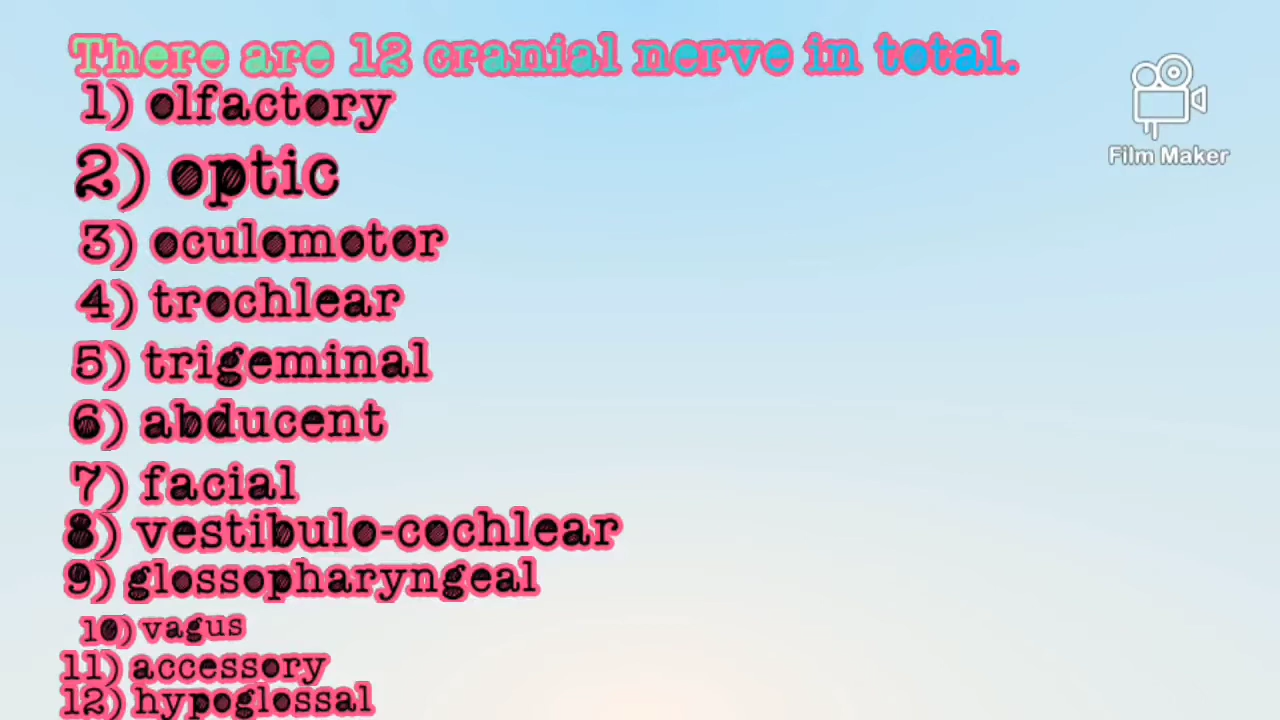 There are 12 cranial nerve in total.
1) olfactory
2) optic
3) oculomotor
4) trochlear
5) trigeminal
6) abducent
7) facial
8) vestibulo-cochlear
9) glossopharyngeal
10) vagus
11) accessory
12) hypoglossal
Film Maker